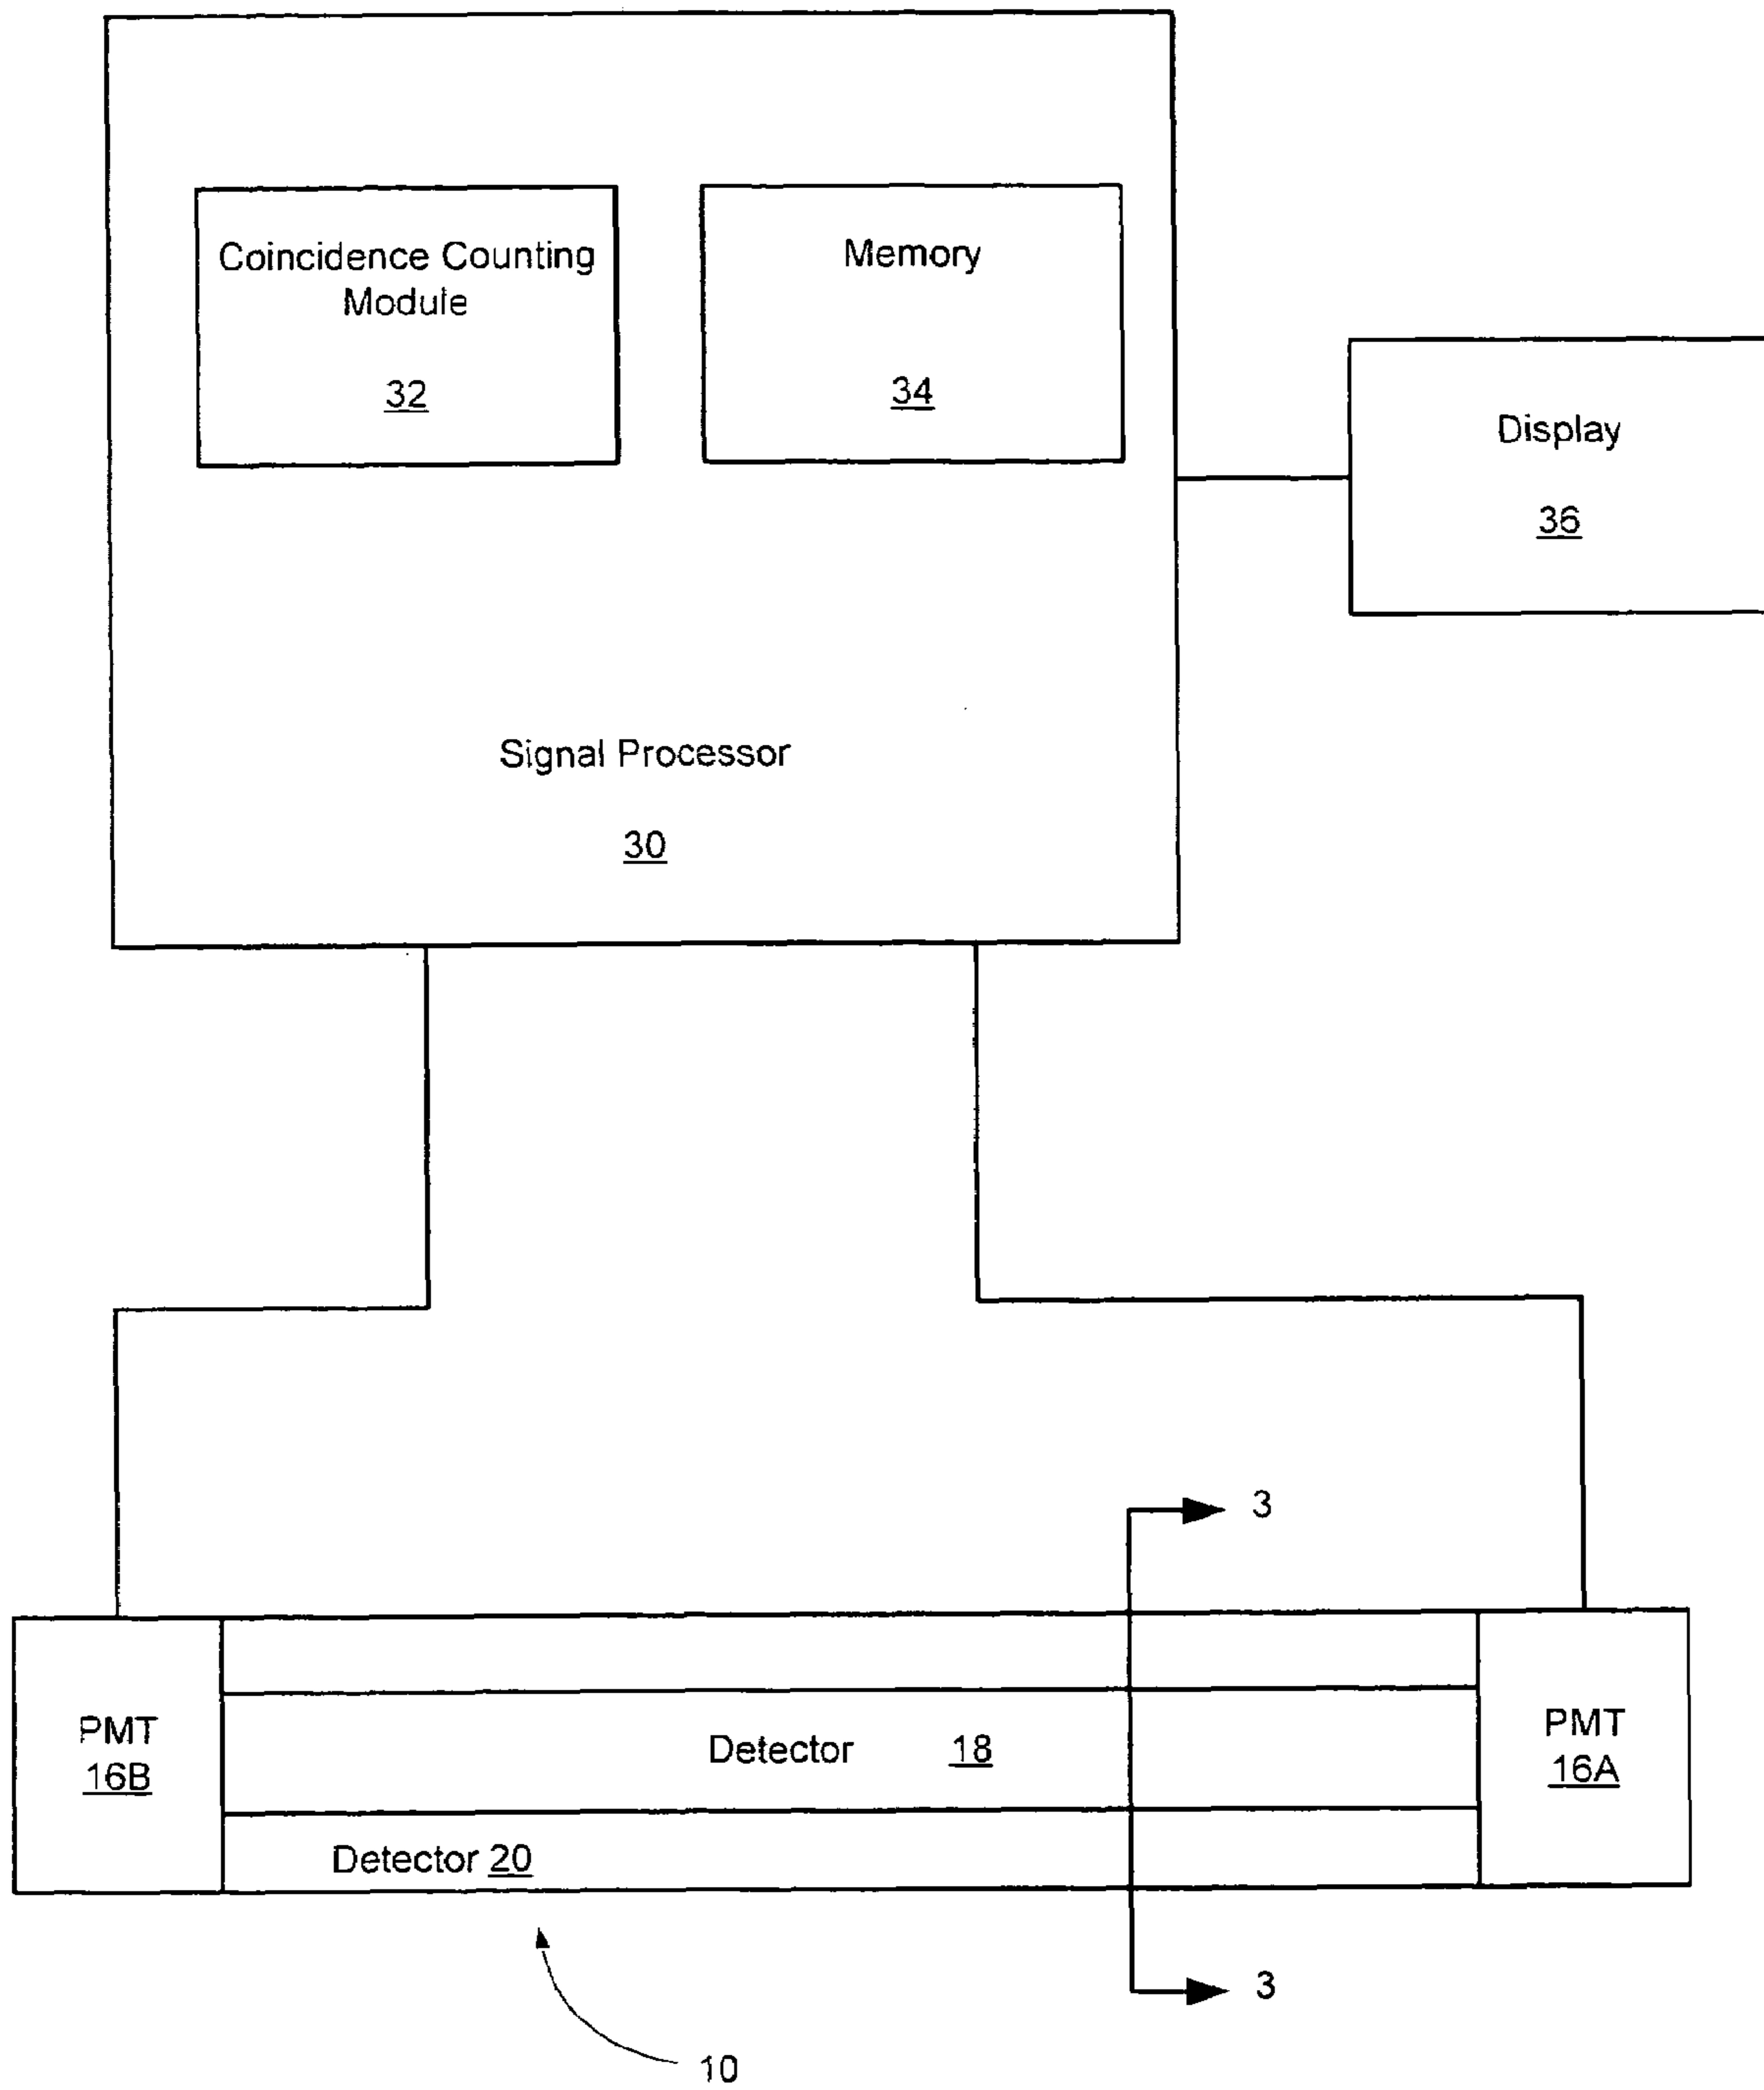 Coincidence Counting
Module
32
Memory
34
Display
36
Signal Processor
30
3
PMT
16B
Detector 18
PMT
16A
Detector 20
3
10